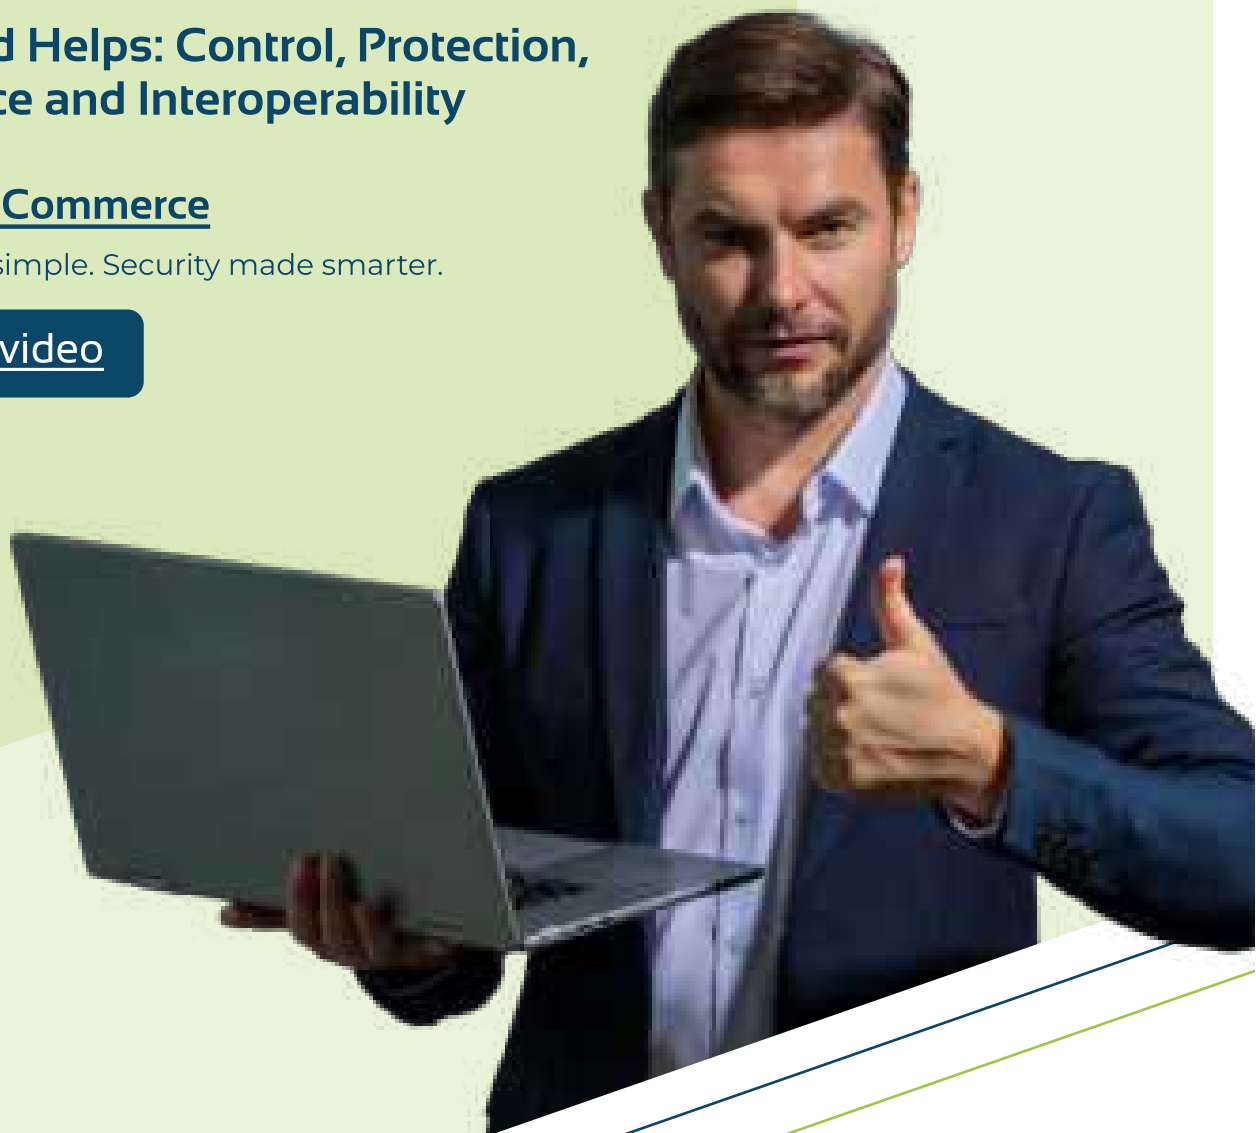 d Helps: Control, Protection,
ce and Interoperability
Commerce
simple. Security made smarter.
video